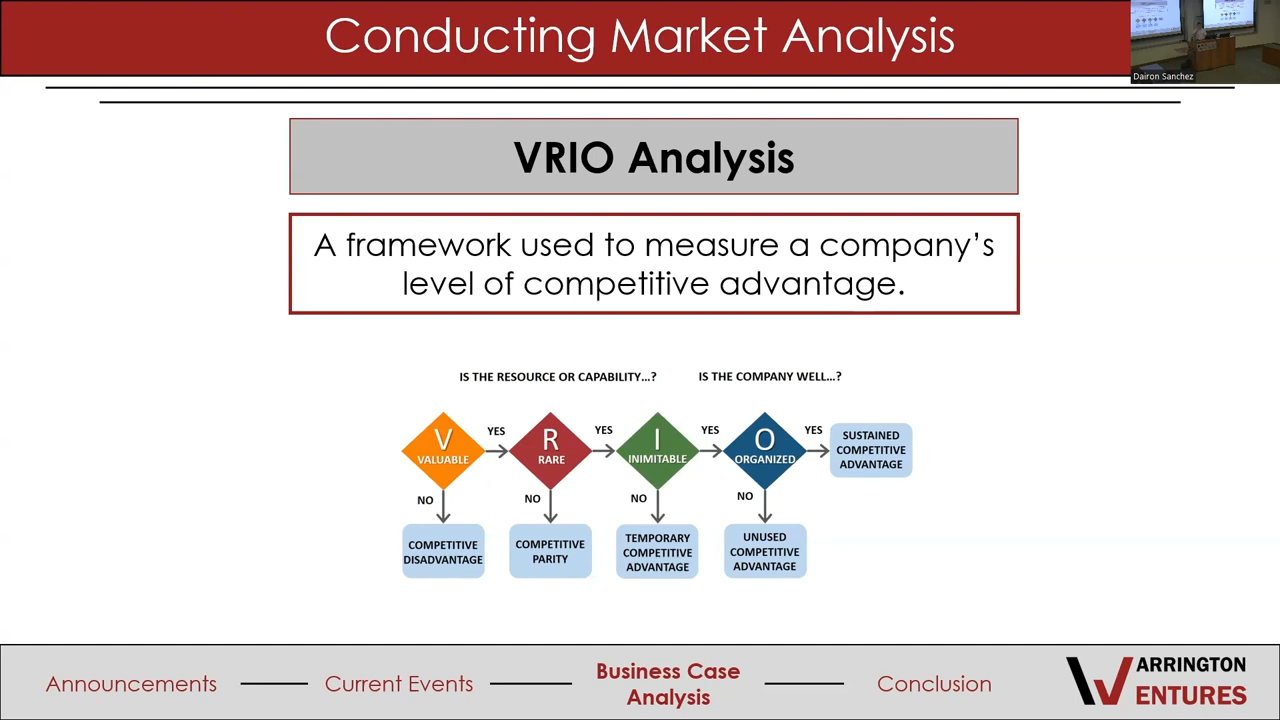 Conducting Market Analysis
Dairon Sanchez
VRIO Analysis
A framework used to measure a company's
level of competitive advantage.
IS THE RESOURCE OR CAPABILITY...?
IS THE COMPANY WELL...?
V
VALUABLE
YES
R
RARE
YES
I
INIMITABLE
YES
O
ORGANIZED
YES
SUSTAINED
COMPETITIVE
ADVANTAGE
NO
NO
NO
NO
COMPETITIVE
DISADVANTAGE
COMPETITIVE
PARITY
TEMPORARY
COMPETITIVE
ADVANTAGE
UNUSED
COMPETITIVE
ADVANTAGE
Announcements
Current Events
Business Case
Analysis
Conclusion
WARRINGTON
VENTURES